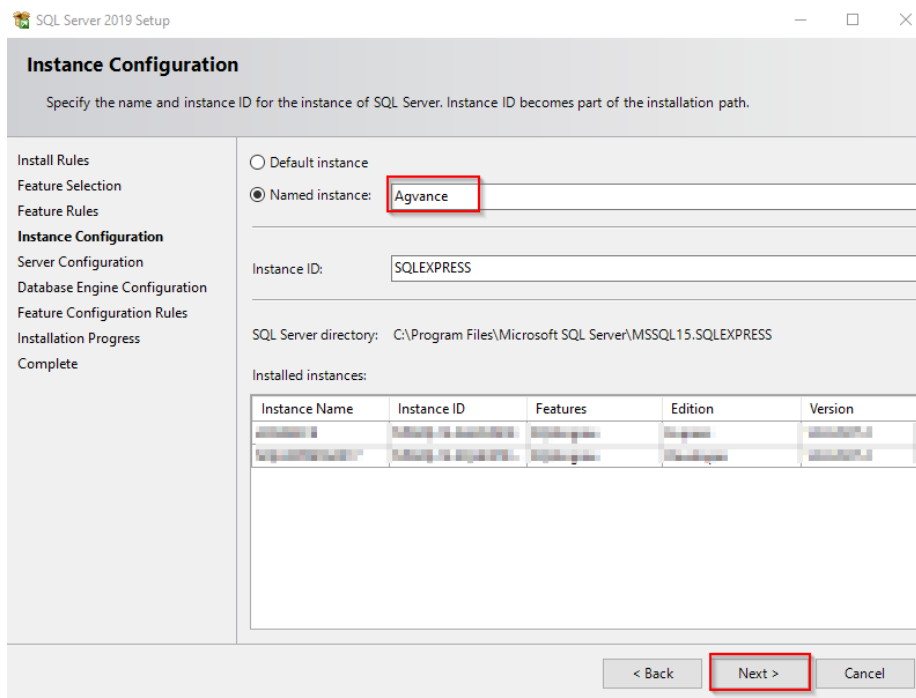 SQL Server 2019 Setup
Instance Configuration
Specify the name and instance ID for the instance of SQL Server. Instance ID becomes part of the installation path.
Install Rules
Feature Selection
Feature Rules
Instance Configuration
Server Configuration
Database Engine Configuration
Feature Configuration Rules
Installation Progress
Complete
Default instance
Named instance: Agvance
Instance ID: SQLEXPRESS
SQL Server directory: C:\Program Files\Microsoft SQL Server\MSSQL15.SQLEXPRESS
Installed instances:
Instance Name Instance ID Features Edition Version
< Back Next > Cancel